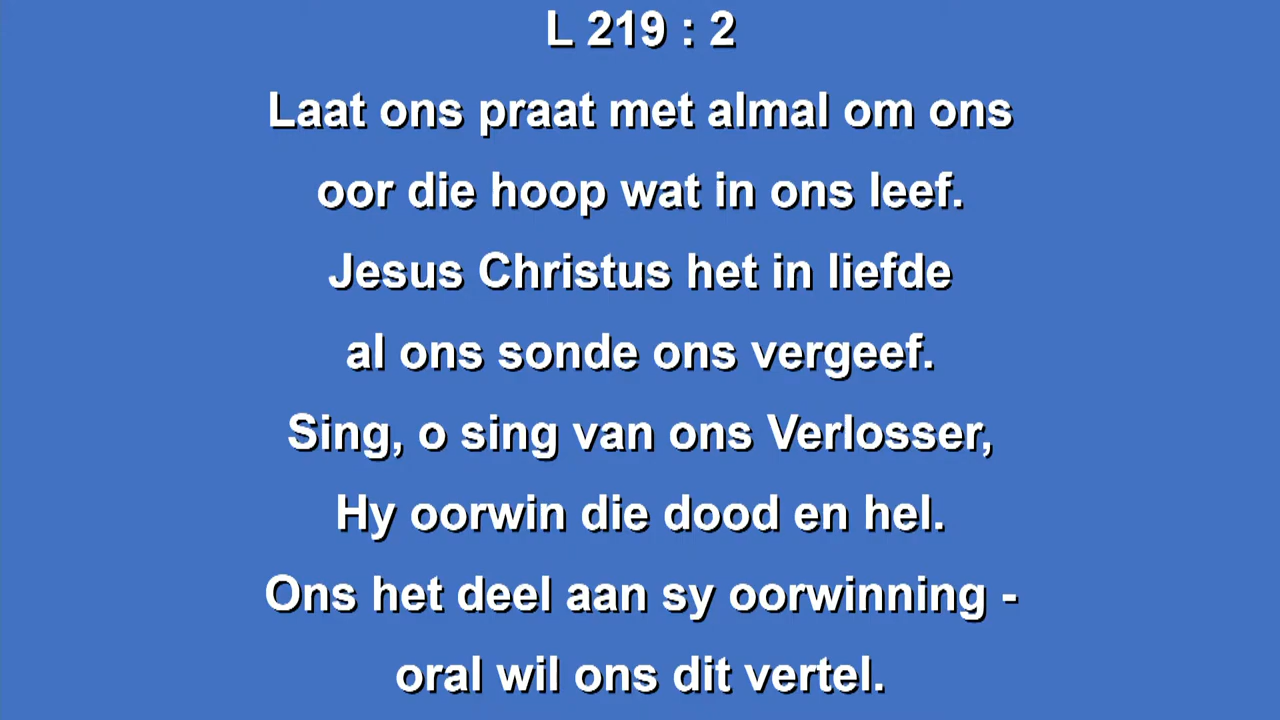 L 219 : 2
Laat ons praat met almal om ons
oor die hoop wat in ons leef.
Jesus Christus het in liefde
al ons sonde ons vergeef.
Sing, o sing van ons Verlosser,
Hy oorwin die dood en hel.
Ons het deel aan sy oorwinning -
oral wil ons dit vertel.